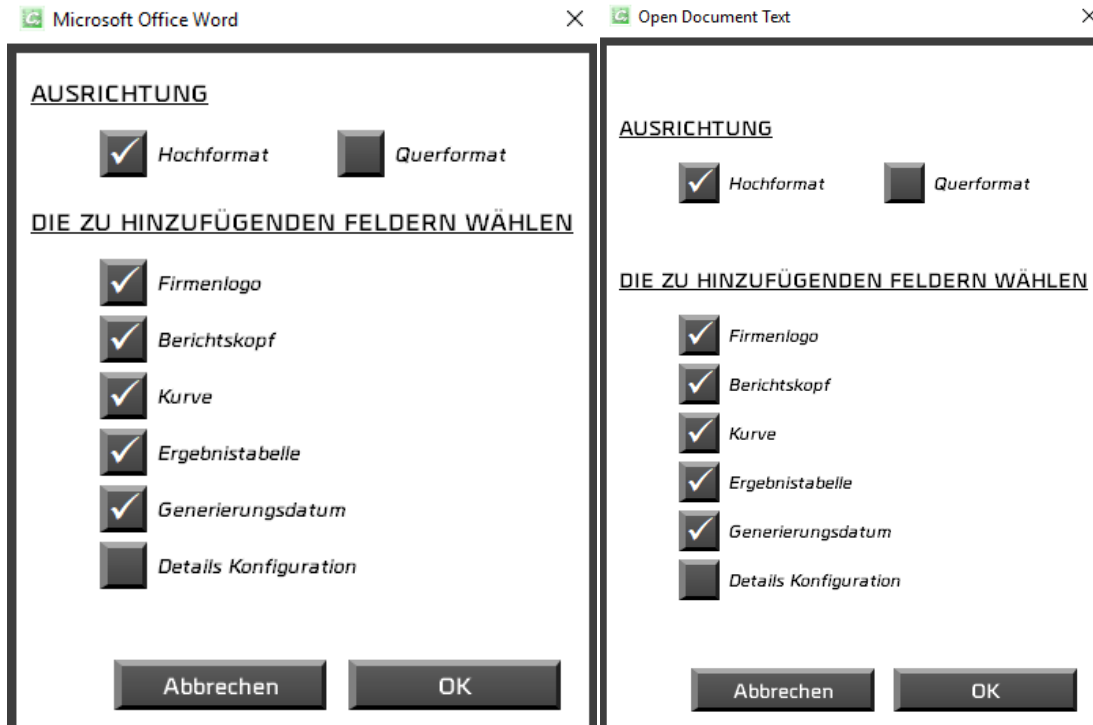 Microsoft Office Word
AUSRICHTUNG
Hochformat Querformat
DIE ZU HINZUFÜGENDEN FELDERN WÄHLEN
Firmenlogo
Berichtskopf
Kurve
Ergebnistabelle
Generierungsdatum
Details Konfiguration
Abbrechen OK
Open Document Text
AUSRICHTUNG
Hochformat Querformat
DIE ZU HINZUFÜGENDEN FELDERN WÄHLEN
Firmenlogo
Berichtskopf
Kurve
Ergebnistabelle
Generierungsdatum
Details Konfiguration
Abbrechen OK